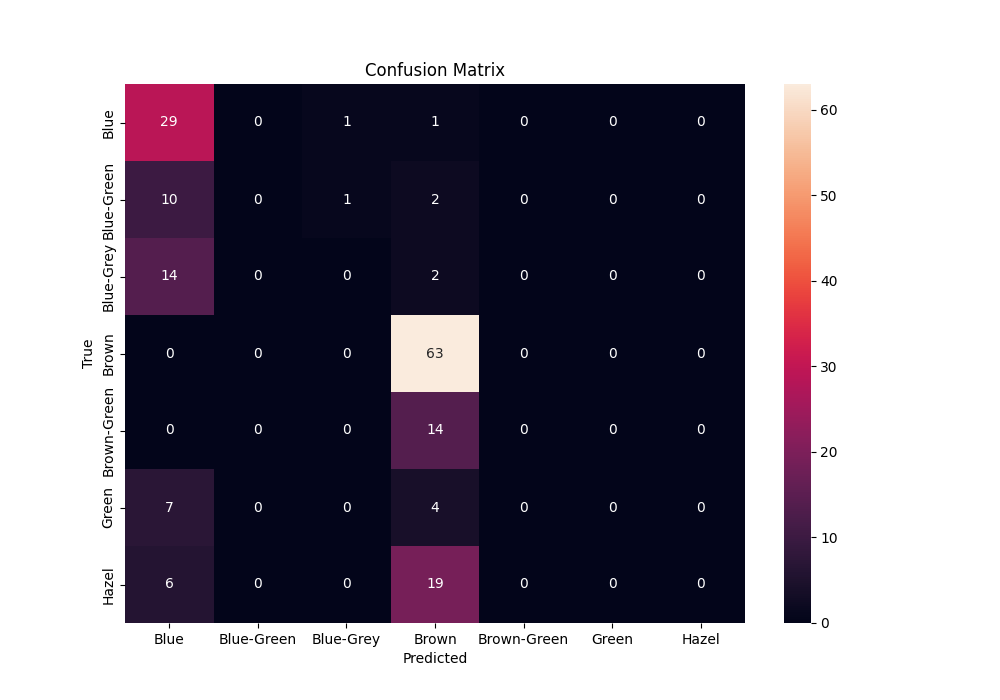 Confusion Matrix
Blue 29 0 1 1 0 0 0
Blue-Green 10 0 1 2 0 0 0
Blue-Grey 14 0 0 2 0 0 0
Brown 0 0 0 63 0 0 0
Brown-Green 0 0 0 14 0 0 0
Green 7 0 0 4 0 0 0
Hazel 6 0 0 19 0 0 0
True
Blue Blue-Green Blue-Grey Brown Brown-Green Green Hazel
Predicted
60
50
40
30
20
10
0